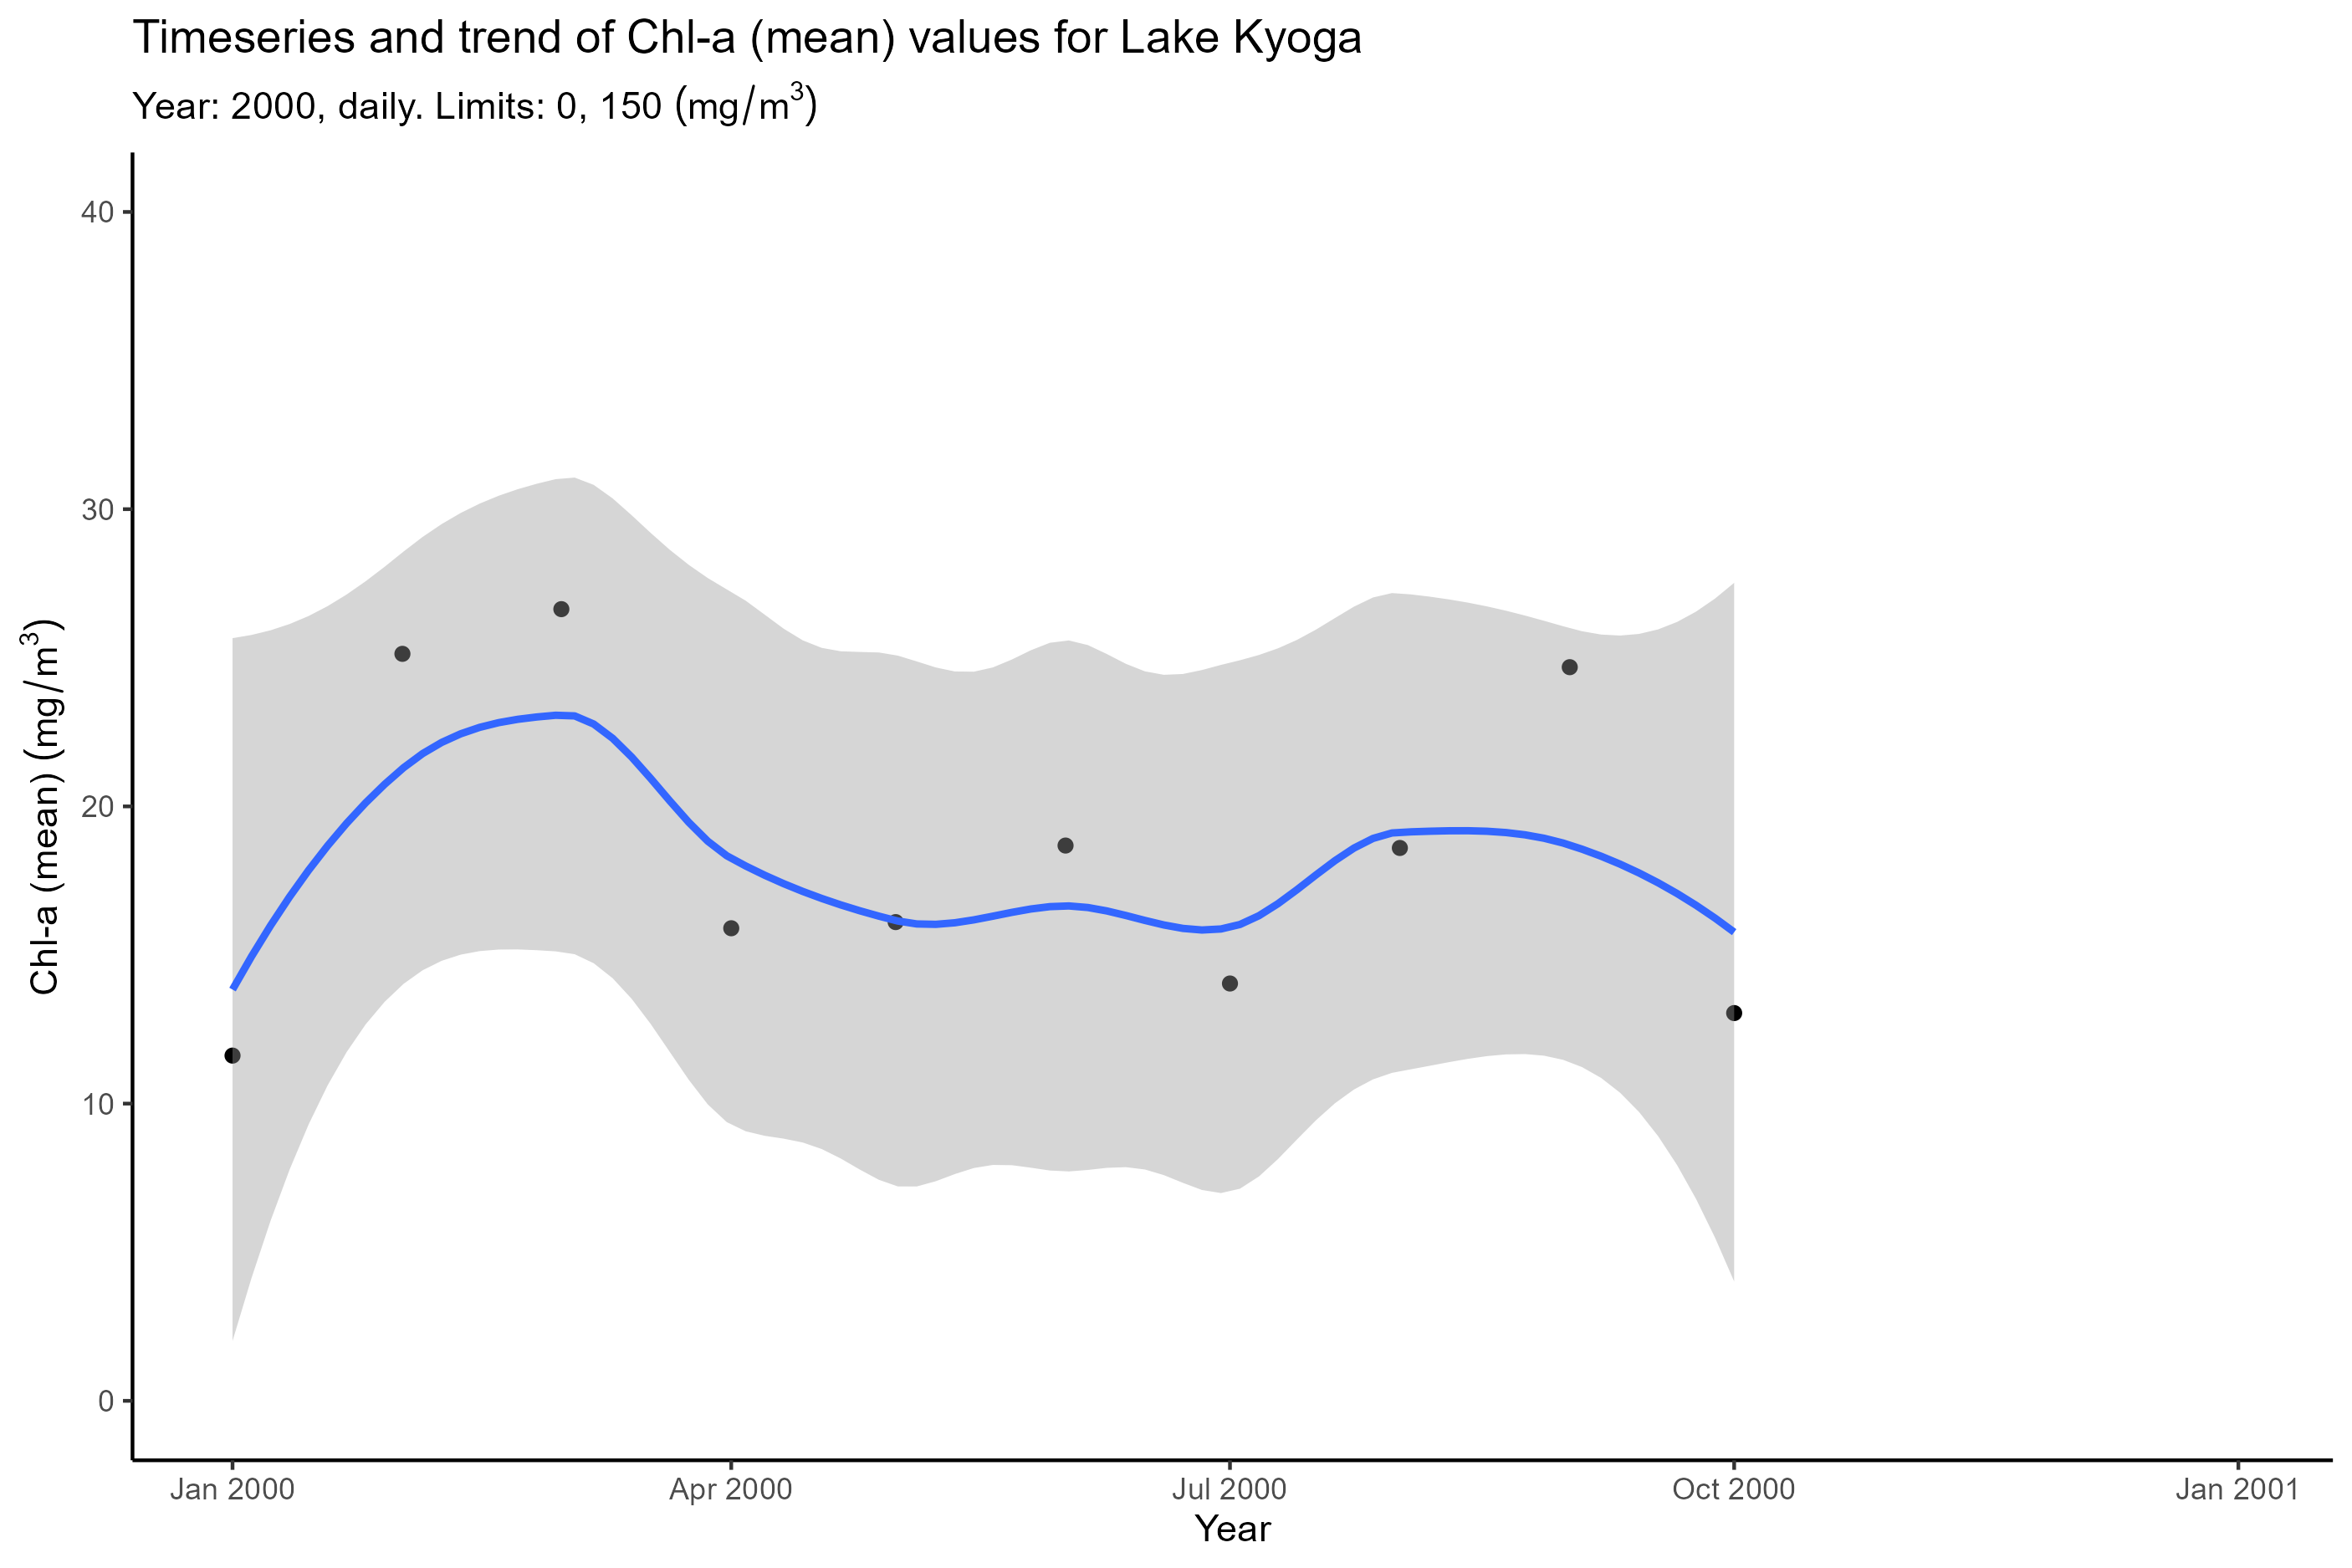 Timeseries and trend of Chl-a (mean) values for Lake Kyoga
Year: 2000, daily. Limits: 0, 150 (mg/m³)
Chl-a (mean) (mg/m³)
40
30
20
10
0
Jan 2000 Apr 2000 Jul 2000 Oct 2000 Jan 2001
Year